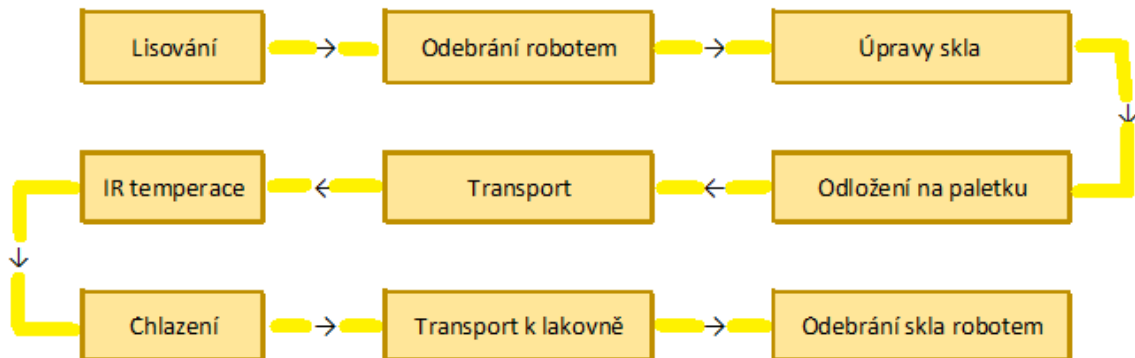 Lisování
Odebrání robotem
Úpravy skla
IR temperace
Transport
Odložení na paletku
Chlazení
Transport k lakovně
Odebrání skla robotem